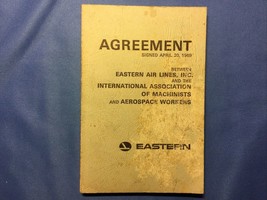 AGREEMENT
SIGNED APRIL 31, 1969
BETWEEN
EASTERN AIR LINES, INC.
AND THE
INTERNATIONAL ASSOCIATION
OF MACHINISTS
AND AEROSPACE WORKERS
EASTERN